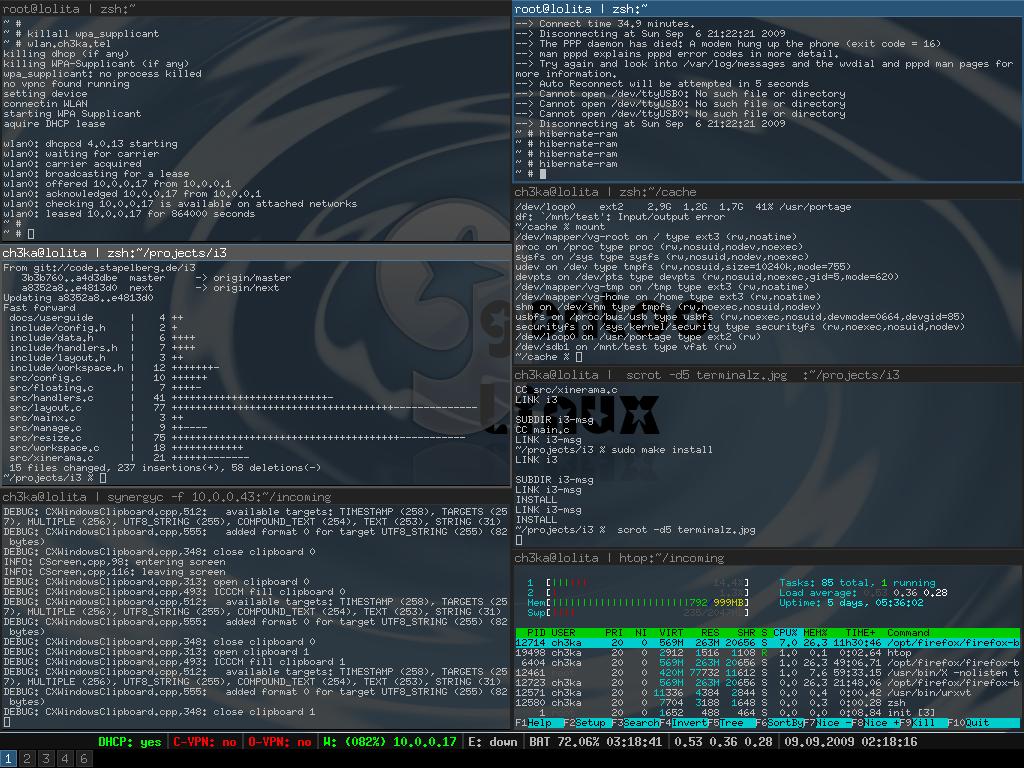 root@lolita | zsh:~
~ #
~ # killall wpa_supplicant
~ # wlan.ch3ka.tel
killing dhcp (if any)
killing WPA-Supplicant (if any)
wpa_supplicant: no process killed
no vpnc found running
setting device
connectin WLAN
starting WPA Supplicant
aquire DHCP lease
wlan0: dhcpcd 4.0.13 starting
wlan0: waiting for carrier
wlan0: carrier acquired
wlan0: broadcasting for a lease
wlan0: offered 10.0.0.17 from 10.0.0.1
wlan0: acknowledged 10.0.0.17 from 10.0.0.1
wlan0: checking 10.0.0.17 is available on attached networks
wlan0: leased 10.0.0.17 for 864000 seconds
~ #
~ #
ch3ka@lolita | zsh:~/projects/i3
From git://code.stapelberg.de/i3
3b3b760..a4d3dbe master -> origin/master
a8352a8..e4813d0 next -> origin/next
Updating a8352a8..e4813d0
Fast forward
docs/userguide | 4 ++
include/config.h | 2 +
include/data.h | 6 ++++
include/handlers.h | 7 ++++
include/layout.h | 3 ++
include/workspace.h | 12 ++++++++-
src/config.c | 10 ++++++
src/floating.c | 7 ++++-
src/handlers.c | 41 +++++++++++++++++++++++++++-
src/layout.c | 77 ++++++++++++++++++++++++++++++++++++++-------------
src/mainx.c | 3 ++
src/manage.c | 9 ++----
src/resize.c | 75 +++++++++++++++++++++++++++++++++++++++-----------
src/workspace.c | 18 ++++++++++++
src/xinerama.c | 21 ++++++-------
15 files changed, 237 insertions(+), 58 deletions(-)
~/projects/i3 %
ch3ka@lolita | synergyc -f 10.0.0.43:~/incoming
DEBUG: CXWindowsClipboard.cpp,512: available targets: TIMESTAMP (258), TARGETS (25
7), MULTIPLE (256), UTF8_STRING (255), COMPOUND_TEXT (254), TEXT (253), STRING (31)
DEBUG: CXWindowsClipboard.cpp,555: added format 0 for target UTF8_STRING (255) (82
bytes)
DEBUG: CXWindowsClipboard.cpp,348: close clipboard 0
INFO: CScreen.cpp,98: entering screen
INFO: CScreen.cpp,116: leaving screen
DEBUG: CXWindowsClipboard.cpp,313: open clipboard 0
DEBUG: CXWindowsClipboard.cpp,493: ICCCM fill clipboard 0
DEBUG: CXWindowsClipboard.cpp,512: available targets: TIMESTAMP (258), TARGETS (25
7), MULTIPLE (256), UTF8_STRING (255), COMPOUND_TEXT (254), TEXT (253), STRING (31)
DEBUG: CXWindowsClipboard.cpp,555: added format 0 for target UTF8_STRING (255) (82
bytes)
DEBUG: CXWindowsClipboard.cpp,348: close clipboard 0
DEBUG: CXWindowsClipboard.cpp,313: open clipboard 1
DEBUG: CXWindowsClipboard.cpp,493: ICCCM fill clipboard 1
DEBUG: CXWindowsClipboard.cpp,512: available targets: TIMESTAMP (258), TARGETS (25
7), MULTIPLE (256), UTF8_STRING (255), COMPOUND_TEXT (254), TEXT (253), STRING (31)
DEBUG: CXWindowsClipboard.cpp,555: added format 0 for target UTF8_STRING (255) (82
bytes)
DEBUG: CXWindowsClipboard.cpp,348: close clipboard 1
root@lolita | zsh:~
--> Connect time 34.9 minutes.
--> Disconnecting at Sun Sep 6 21:22:21 2009
--> The PPP daemon has died: A modem hung up the phone (exit code = 16)
--> man pppd explains pppd error codes in more detail.
--> Try again and look into /var/log/messages and the wvdial and pppd man pages for
more information.
--> Auto Reconnect will be attempted in 5 seconds
--> Cannot open /dev/ttyUSB0: No such file or directory
--> Cannot open /dev/ttyUSB0: No such file or directory
--> Cannot open /dev/ttyUSB0: No such file or directory
--> Disconnecting at Sun Sep 6 21:22:21 2009
~ # hibernate-ram
~ # hibernate-ram
~ # hibernate-ram
~ # hibernate-ram
~ #
ch3ka@lolita | zsh:~/cache
/dev/loop0 ext2 2.9G 1.2G 1.7G 41% /usr/portage
df: `/mnt/test': Input/output error
~/cache % mount
/dev/mapper/vg-root on / type ext3 (rw,noatime)
proc on /proc type proc (rw,nosuid,nodev,noexec)
sysfs on /sys type sysfs (rw,nosuid,nodev,noexec)
udev on /dev type tmpfs (rw,nosuid,size=10240k,mode=755)
devpts on /dev/pts type devpts (rw,nosuid,noexec,gid=5,mode=620)
/dev/mapper/vg-tmp on /tmp type ext3 (rw,noatime)
/dev/mapper/vg-home on /home type ext3 (rw,noatime)
shm on /dev/shm type tmpfs (rw,noexec,nosuid,nodev)
usbfs on /proc/bus/usb type usbfs (rw,noexec,nosuid,devmode=0664,devgid=85)
securityfs on /sys/kernel/security type securityfs (rw,noexec,nosuid,nodev)
/dev/loop0 on /usr/portage type ext2 (rw)
/dev/sdb1 on /mnt/test type vfat (rw)
~/cache %
ch3ka@lolita | scrot -d5 terminalz.jpg :~/projects/i3
CC src/xinerama.c
LINK i3
SUBDIR i3-msg
CC main.c
LINK i3-msg
~/projects/i3 % sudo make install
LINK i3
SUBDIR i3-msg
LINK i3-msg
INSTALL
LINK i3-msg
INSTALL
~/projects/i3 % scrot -d5 terminalz.jpg
linux
ch3ka@lolita | htop:~/incoming
1 [||||||| 14.4%] Tasks: 85 total, 1 running
2 [| ] Load average: 0.53 0.36 0.28
Mem[|||||||||||||||||||||||792 999MB] Uptime: 5 days, 05:36:02
Swp[||||| ]
PID USER PRI NI VIRT RES SHR S CPU% MEM% TIME+ Command
12714 ch3ka 20 0 569M 263M 20656 S 7.0 26.3 11h30:46 /opt/firefox/firefox-b
19498 ch3ka 20 0 2912 1516 1108 R 1.0 0.1 0:02.64 htop
6404 ch3ka 20 0 569M 263M 20656 S 1.0 26.3 49:06.71 /opt/firefox/firefox-b
12461 20 0 420M 77732 11612 S 1.0 7.6 59:33.15 /usr/bin/X -nolisten t
12723 ch3ka 20 0 569M 263M 20656 S 0.0 26.3 21:48.06 /opt/firefox/firefox-b
12571 ch3ka 20 0 11336 4384 2844 S 0.0 0.4 0:00.42 /usr/bin/urxvt
12580 ch3ka 20 0 7704 3188 1648 S 0.0 0.3 0:00.28 zsh
1 20 0 1652 488 464 S 0.0 0.0 0:08.84 init [3]
F1Help F2Setup F3SearchF4InvertF5Tree F6SortByF7Nice -F8Nice +F9Kill F10Quit
DHCP: yes | C-VPN: no | O-VPN: no | W: (082%) 10.0.0.17 | E: down | BAT 72.06% 03:18:41 | 0.53 0.36 0.28 | 09.09.2009 02:18:16
1 2 3 4 6